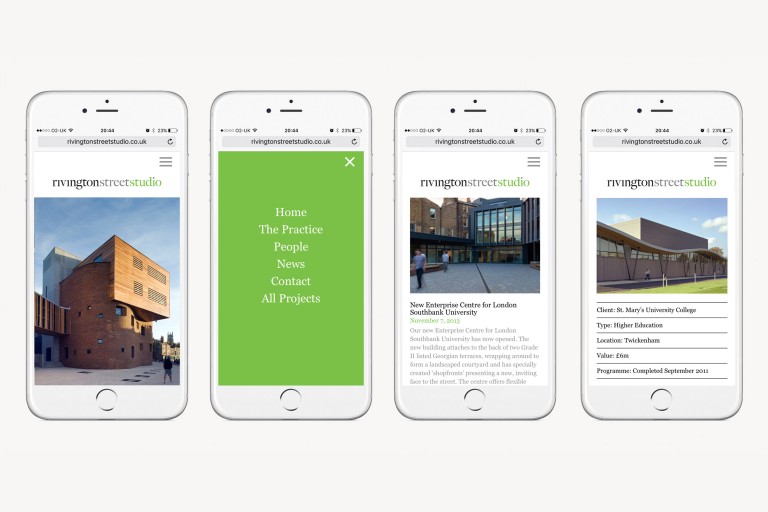 O2-UK 20:44 23%
rivingtonstreetstudio.co.uk
rivingtonstreetstudio
O2-UK 20:44 23%
rivingtonstreetstudio.co.uk
Home
The Practice
People
News
Contact
All Projects
O2-UK 20:44 23%
rivingtonstreetstudio.co.uk
rivingtonstreetstudio
New Enterprise Centre for London
Southbank University
November 7, 2013
Our new Enterprise Centre for London
Southbank University has now opened. The
new building attaches to the back of two Grade
II listed Georgian terraces, wrapping around to
form a landscaped courtyard and has specially
created 'shopfronts' presenting a new, inviting
face to the street. The centre offers flexible
O2-UK 20:44 23%
rivingtonstreetstudio.co.uk
rivingtonstreetstudio
Client: St. Mary's University College
Type: Higher Education
Location: Twickenham
Value: £6m
Programme: Completed September 2011